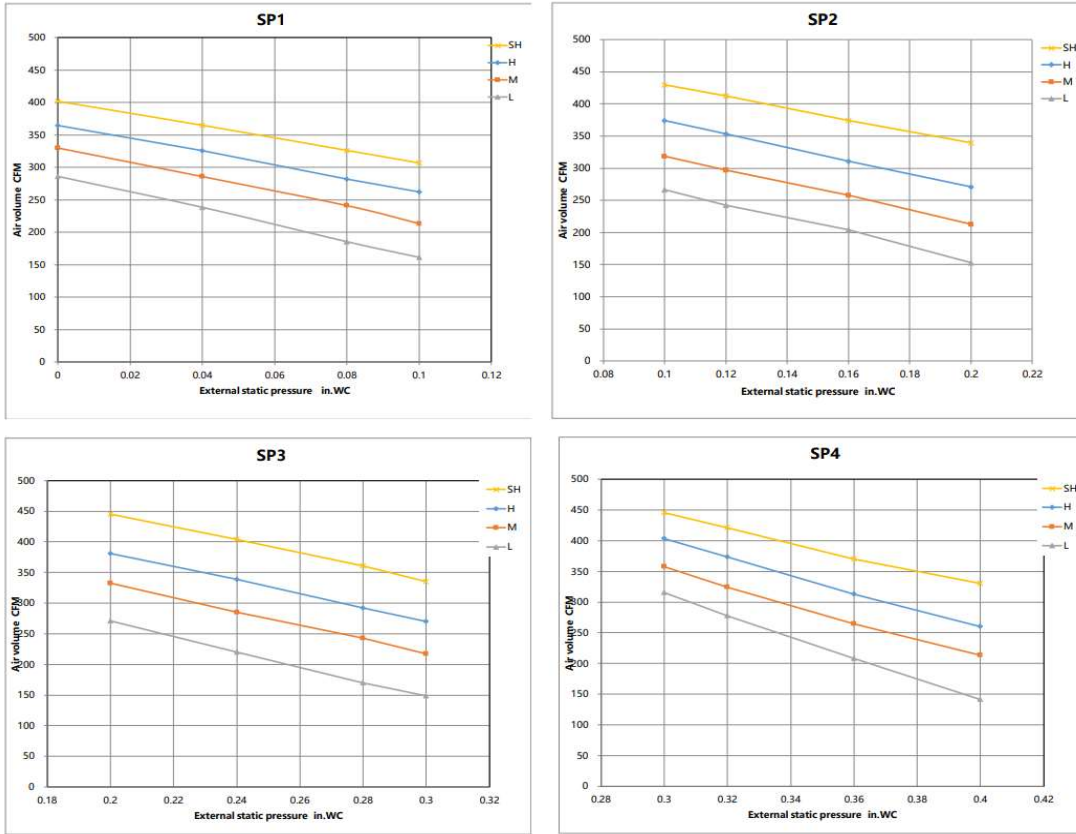 SP1
500
450
400
350
300
250
200
150
100
50
0
Air volume CFM
0 0.02 0.04 0.06 0.08 0.1 0.12
External static pressure in.WC
SH
H
M
L
SP2
500
450
400
350
300
250
200
150
100
50
0
Air volume CFM
0.08 0.1 0.12 0.14 0.16 0.18 0.2 0.22
External static pressure in.WC
SH
H
M
L
SP3
500
450
400
350
300
250
200
150
100
50
0
Air volume CFM
0.18 0.2 0.22 0.24 0.26 0.28 0.3 0.32
External static pressure in.WC
SH
H
M
L
SP4
500
450
400
350
300
250
200
150
100
50
0
Air volume CFM
0.28 0.3 0.32 0.34 0.36 0.38 0.4 0.42
External static pressure in.WC
SH
H
M
L